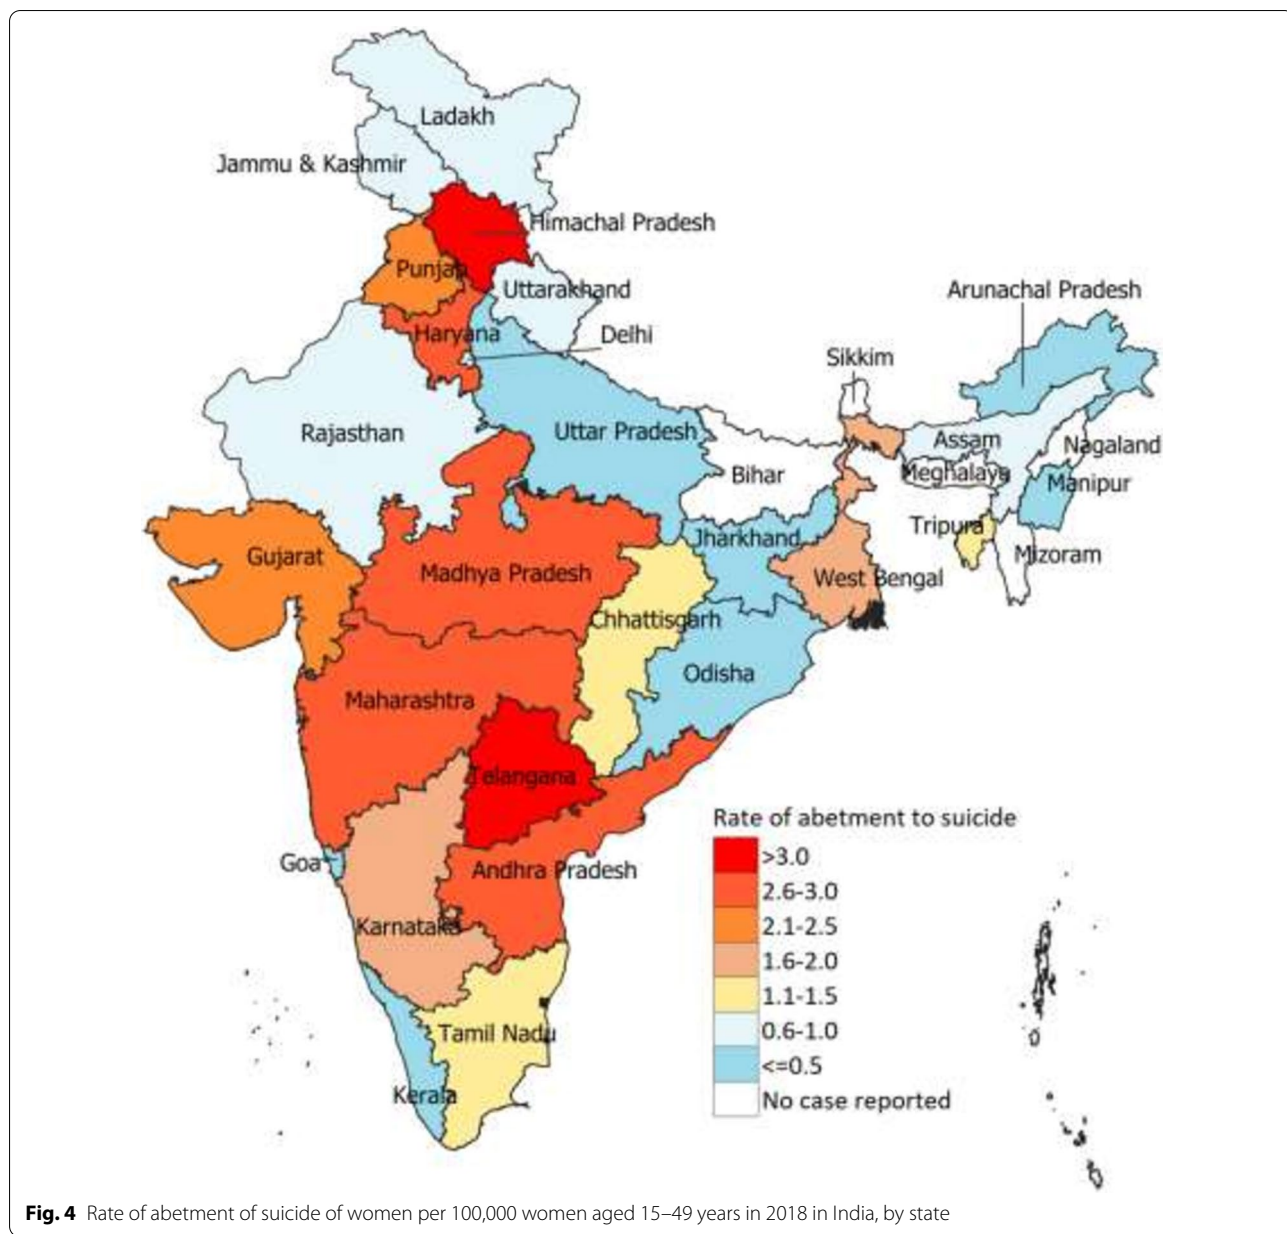 Ladakh
Jammu & Kashmir
Himachal Pradesh
Punjab
Uttarakhand
Arunachal Pradesh
Haryana
Delhi
Sikkim
Rajasthan
Uttar Pradesh
Assam
Nagaland
Bihar
Meghalaya
Manipur
Tripura
Jharkhand
Gujarat
Mizoram
Madhya Pradesh
West Bengal
Chhattisgarh
Odisha
Maharashtra
Telangana
Rate of abetment to suicide
>3.0
Goa
Andhra Pradesh
2.6-3.0
2.1-2.5
Karnataka
1.6-2.0
1.1-1.5
Tamil Nadu
0.6-1.0
<=0.5
Kerala
No case reported
Fig. 4 Rate of abetment of suicide of women per 100,000 women aged 15–49 years in 2018 in India, by state